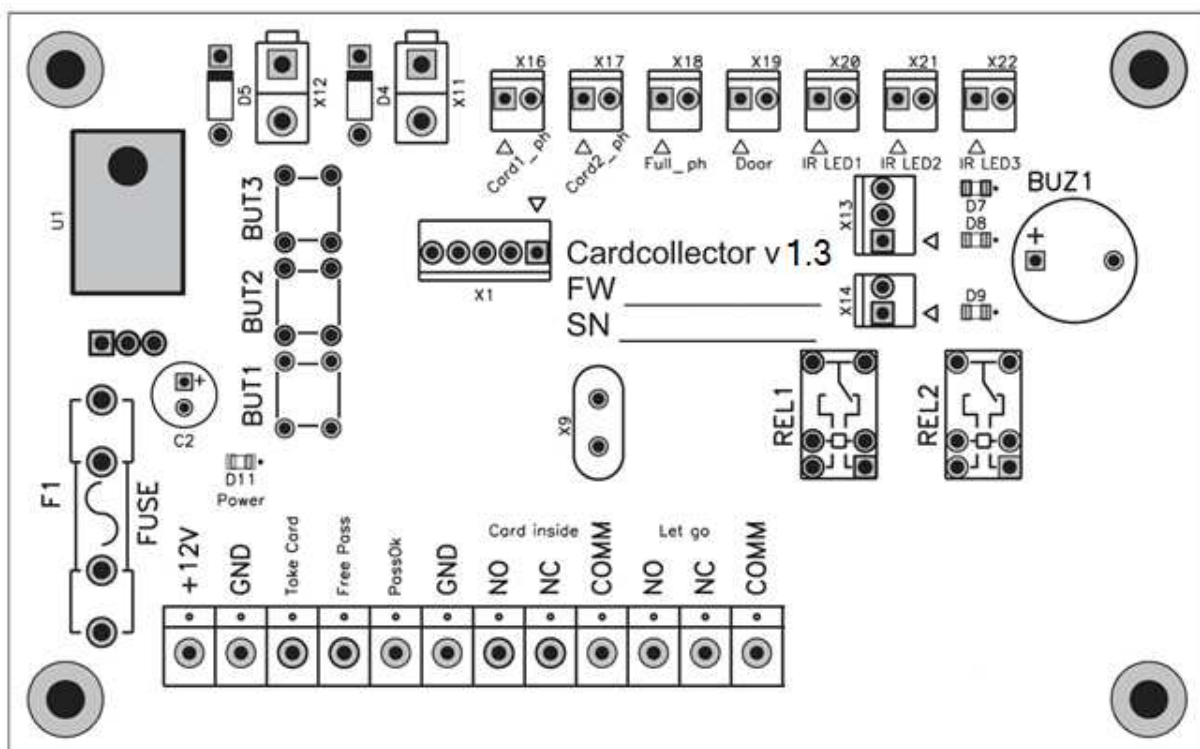 X16
X17
X18
X19
X20
X21
X22
D5
X12
D4
X11
Card1_ph
Card2_ph
Full_ph
Door
IR LED1
IR LED2
IR LED3
U1
BUT3
X13
D7
D8
BUZ1
+
Cardcollector v 1.3
X1
FW
SN
X14
D9
BUT2
BUT1
+
C2
X9
REL1
REL2
D11
Power
F1
FUSE
Card inside
Let go
+12V
GND
Take Card
Free Pass
PassOk
GND
NO
NC
COMM
NO
NC
COMM